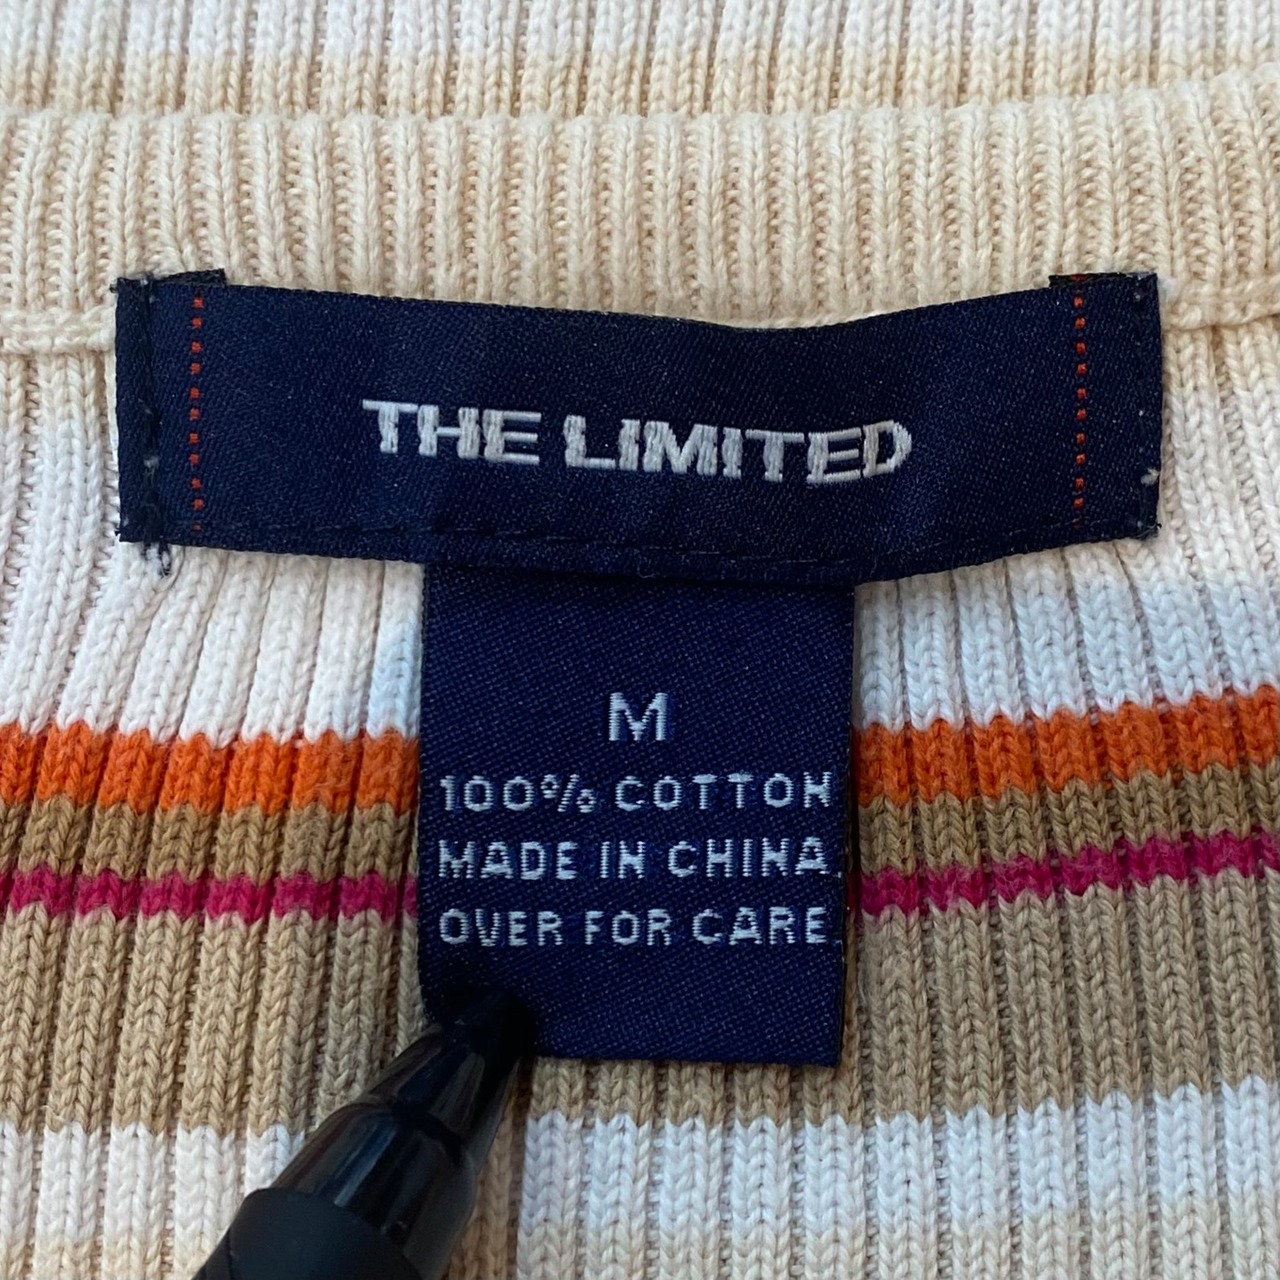 THE LIMITED
M
100% COTTON
MADE IN CHINA
OVER FOR CARE